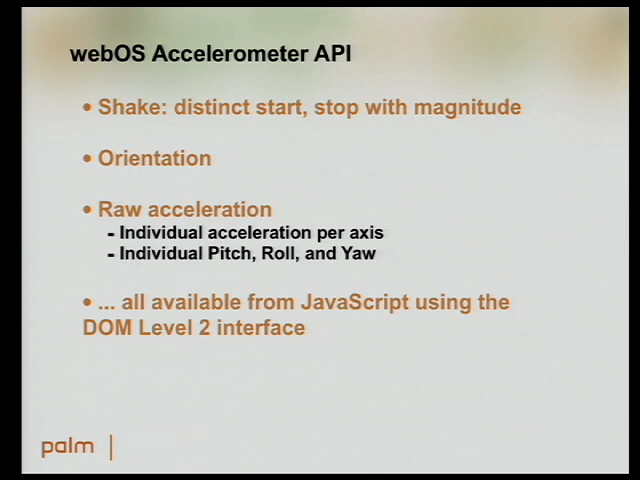 webOS Accelerometer API
• Shake: distinct start, stop with magnitude
• Orientation
• Raw acceleration
- Individual acceleration per axis
- Individual Pitch, Roll, and Yaw
• ... all available from JavaScript using the
DOM Level 2 interface
palm